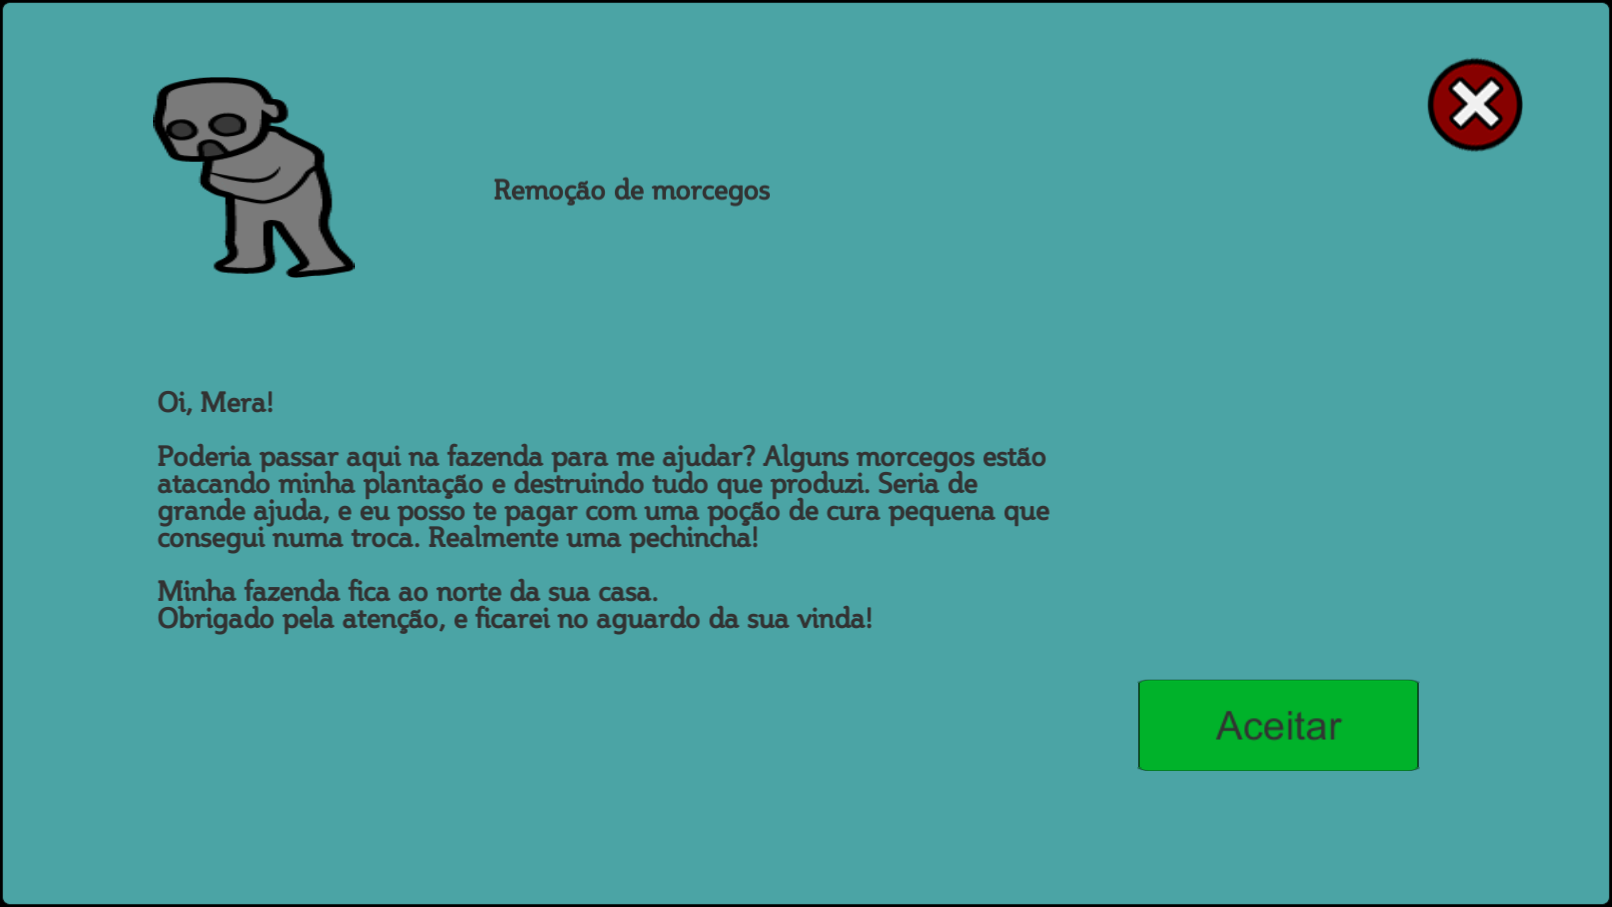 Remoção de morcegos
Oi, Mera!
Poderia passar aqui na fazenda para me ajudar? Alguns morcegos estão
atacando minha plantação e destruindo tudo que produzi. Seria de
grande ajuda, e eu posso te pagar com uma poção de cura pequena que
consegui numa troca. Realmente uma pechincha!
Minha fazenda fica ao norte da sua casa.
Obrigado pela atenção, e ficarei no aguardo da sua vinda!
Aceitar